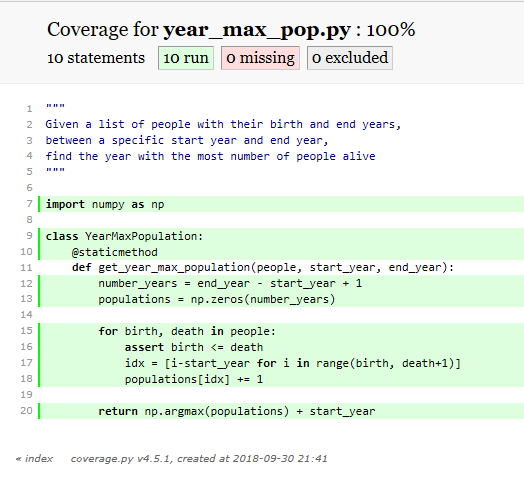 Coverage for year_max_pop.py : 100%
10 statements 10 run 0 missing 0 excluded
1 """
2 Given a list of people with their birth and end years,
3 between a specific start year and end year,
4 find the year with the most number of people alive
5 """
6
7 import numpy as np
8
9 class YearMaxPopulation:
10     @staticmethod
11     def get_year_max_population(people, start_year, end_year):
12         number_years = end_year - start_year + 1
13         populations = np.zeros(number_years)
14
15         for birth, death in people:
16             assert birth <= death
17             idx = [i-start_year for i in range(birth, death+1)]
18             populations[idx] += 1
19
20         return np.argmax(populations) + start_year
« index coverage.py v4.5.1, created at 2018-09-30 21:41